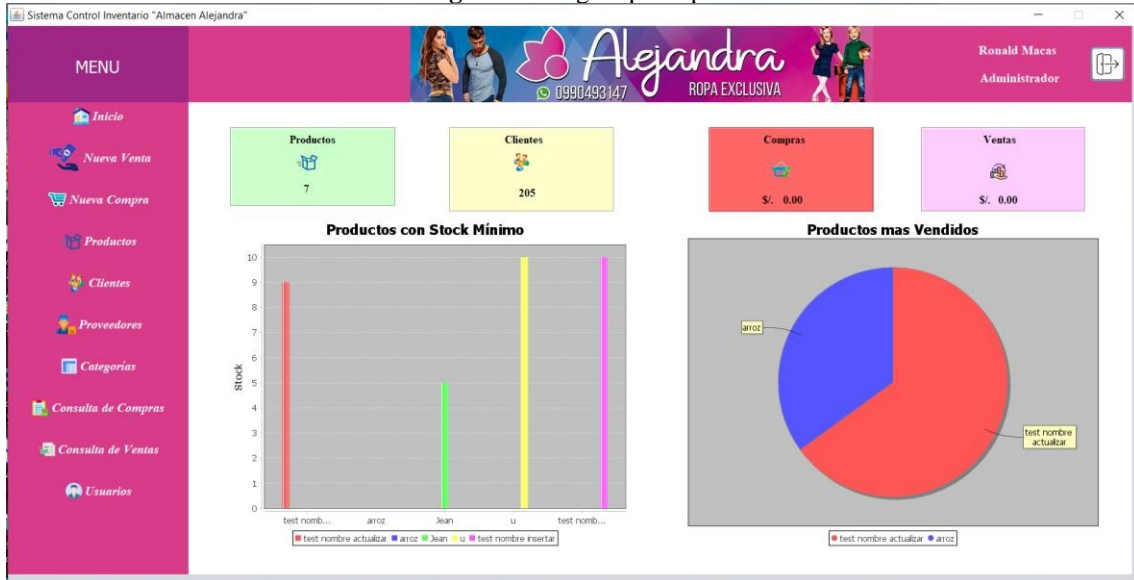 Sistema Control Inventario "Almacen Alejandra"
MENU
Alejandra
0990493147 ROPA EXCLUSIVA
Ronald Macas
Administrador
Inicio
Nueva Venta
Nueva Compra
Productos
Clientes
Proveedores
Categorias
Consulta de Compras
Consulta de Ventas
Usuarios
Productos
7
Clientes
205
Compras
S/. 0.00
Ventas
S/. 0.00
Productos con Stock Mínimo
Stock
10
9
8
7
6
5
4
3
2
1
0
test nomb... arroz Jean u test nomb...
test nombre actualizar arroz Jean u test nombre insertar
Productos mas Vendidos
arroz
test nombre
actualizar
test nombre actualizar arroz